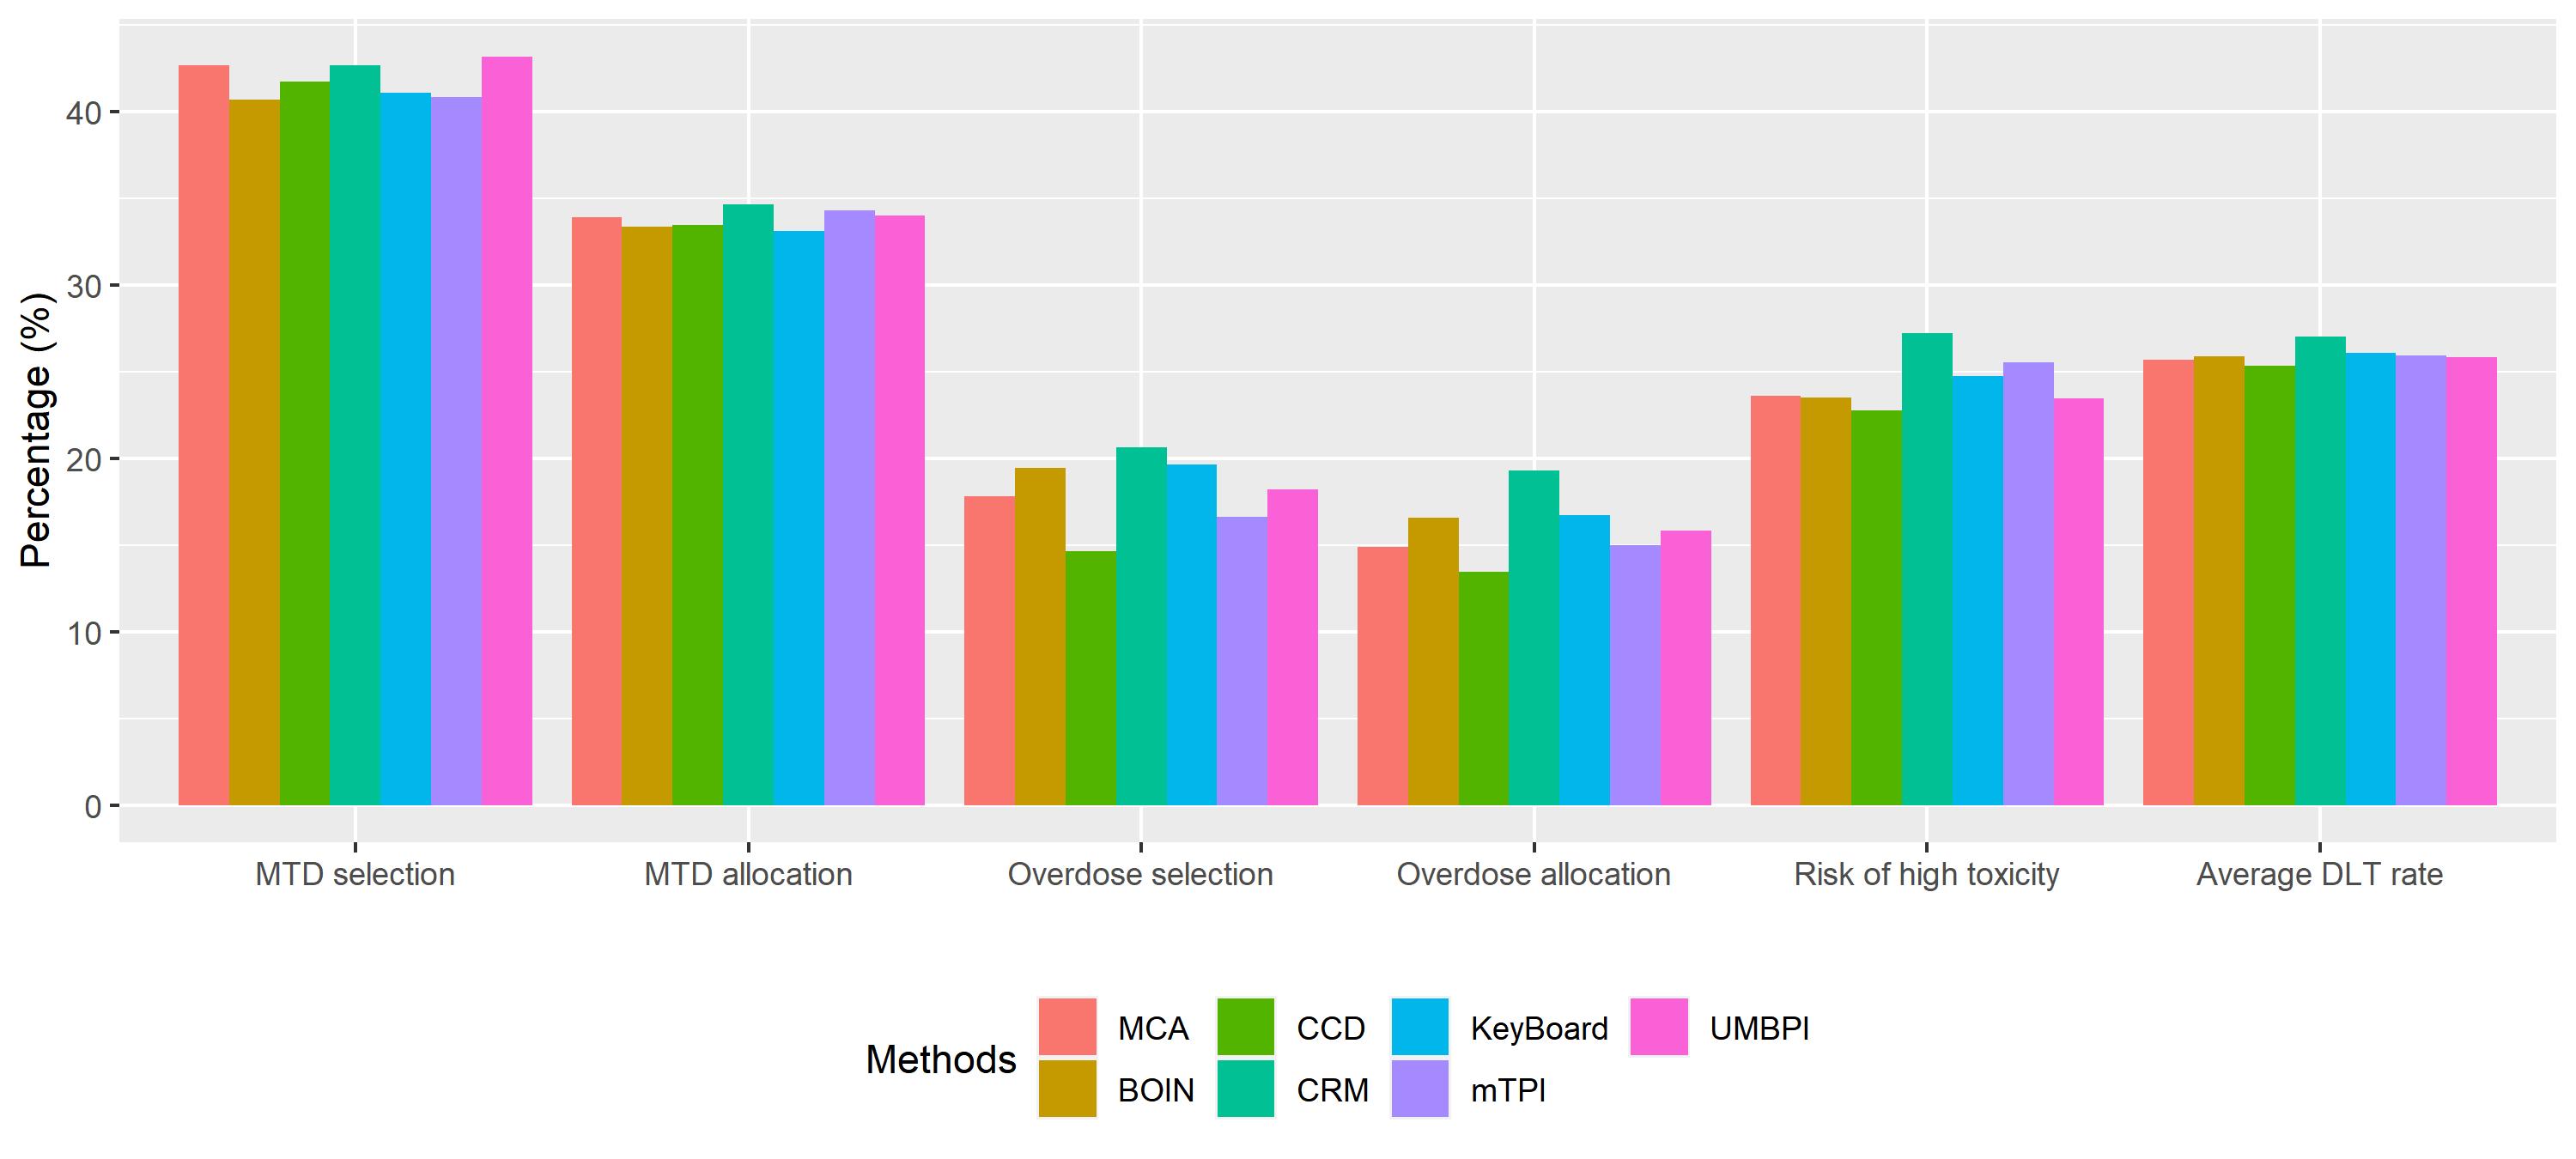 Percentage (%)
40
30
20
10
0
MTD selection
MTD allocation
Overdose selection
Overdose allocation
Risk of high toxicity
Average DLT rate
Methods
MCA
CCD
KeyBoard
UMBPI
BOIN
CRM
mTPI